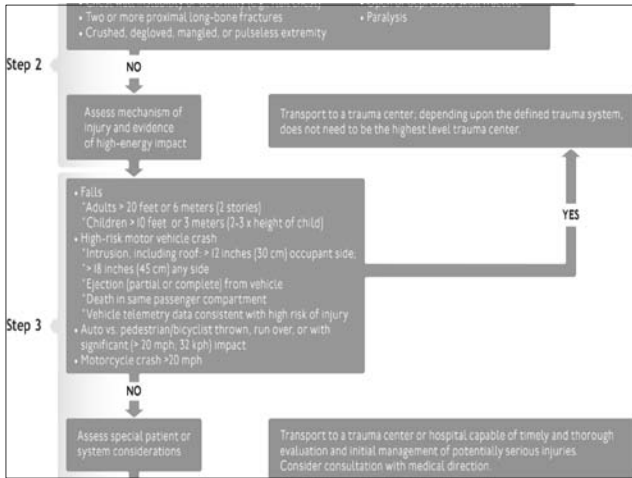 • Two or more proximal long-bone fractures
• Crushed, degloved, mangled, or pulseless extremity
• Paralysis
Step 2
NO
Assess mechanism of
injury and evidence
of high-energy impact
Transport to a trauma center; depending upon the defined trauma system,
does not need to be the highest level trauma center.
• Falls
°Adults > 20 feet or 6 meters (2 stories)
°Children > 10 feet or 3 meters (2-3 x height of child)
• High-risk motor vehicle crash
°Intrusion, including roof: > 12 inches (30 cm) occupant side;
°> 18 inches (45 cm) any side
°Ejection (partial or complete) from vehicle
°Death in same passenger compartment
°Vehicle telemetry data consistent with high risk of injury
• Auto vs. pedestrian/bicyclist thrown, run over, or with
significant (> 20 mph, 32 kph) impact
• Motorcycle crash >20 mph
YES
Step 3
NO
Assess special patient or
system considerations
Transport to a trauma center or hospital capable of timely and thorough
evaluation and initial management of potentially serious injuries.
Consider consultation with medical direction.